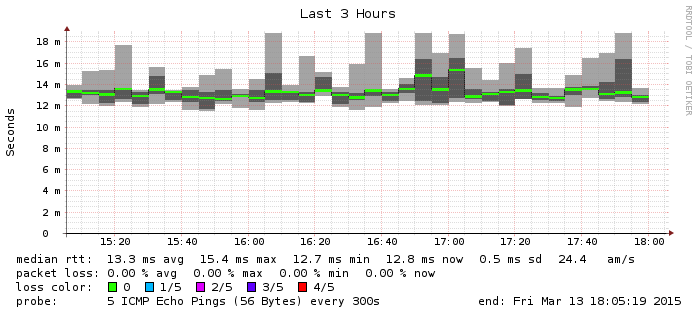 Last 3 Hours
RRDTOOL / TOBI OETIKER
Seconds
18 m
16 m
14 m
12 m
10 m
8 m
6 m
4 m
2 m
0
15:20 15:40 16:00 16:20 16:40 17:00 17:20 17:40 18:00
median rtt: 13.3 ms avg 15.4 ms max 12.7 ms min 12.8 ms now 0.5 ms sd 24.4 am/s
packet loss: 0.00 % avg 0.00 % max 0.00 % min 0.00 % now
loss color: 0 1/5 2/5 3/5 4/5
probe: 5 ICMP Echo Pings (56 Bytes) every 300s end: Fri Mar 13 18:05:19 2015